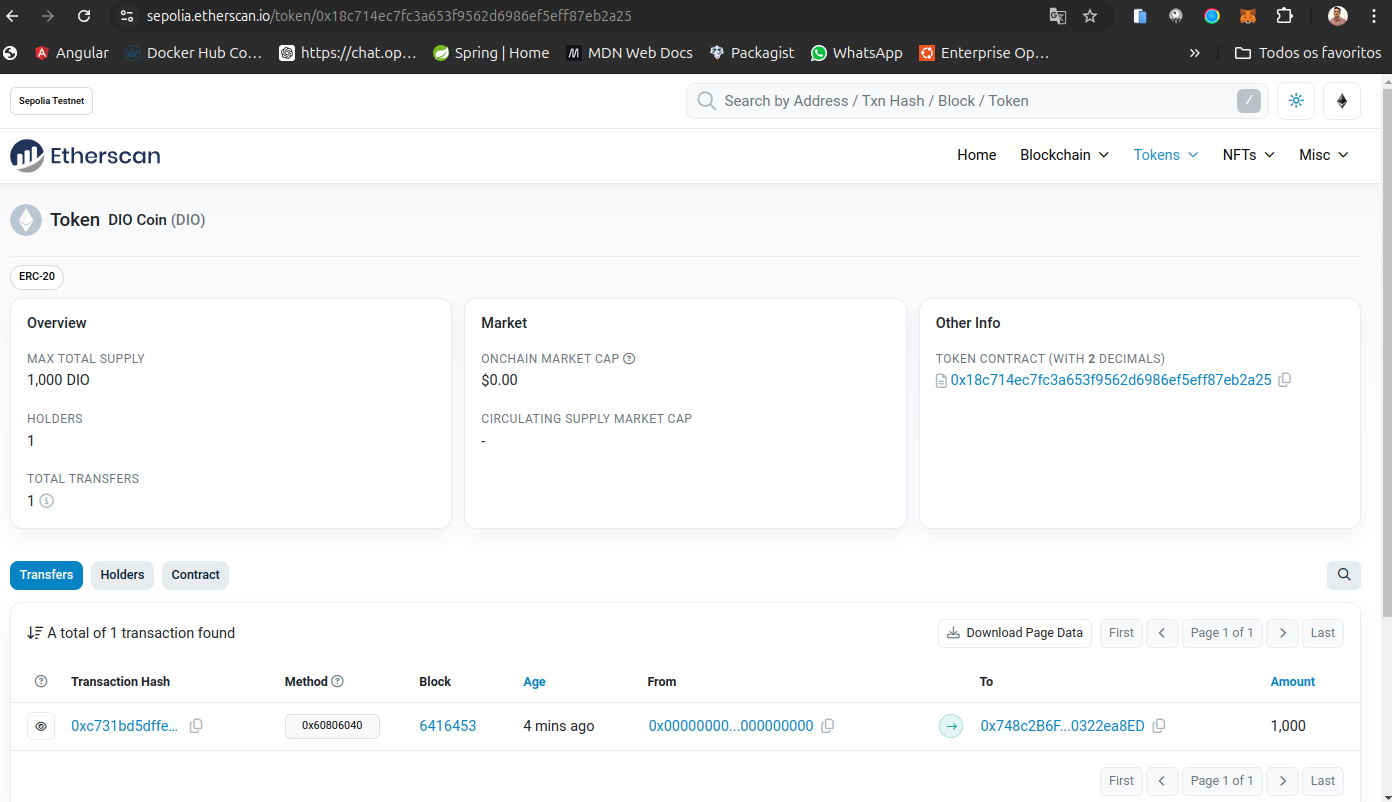 sepolia.etherscan.io/token/0x18c714ec7fc3a653f9562d6986ef5eff87eb2a25
Angular Docker Hub Co... https://chat.op... Spring | Home MDN Web Docs Packagist WhatsApp Enterprise Op... » Todos os favoritos
Sepolia Testnet Search by Address / Txn Hash / Block / Token /
Etherscan Home Blockchain Tokens NFTs Misc
Token DIO Coin (DIO)
ERC-20
Overview
MAX TOTAL SUPPLY
1,000 DIO
HOLDERS
1
TOTAL TRANSFERS
1
Market
ONCHAIN MARKET CAP
$0.00
CIRCULATING SUPPLY MARKET CAP
-
Other Info
TOKEN CONTRACT (WITH 2 DECIMALS)
0x18c714ec7fc3a653f9562d6986ef5eff87eb2a25
Transfers Holders Contract
A total of 1 transaction found Download Page Data First Page 1 of 1 Last
Transaction Hash Method Block Age From To Amount
0xc731bd5dffe... 0x60806040 6416453 4 mins ago 0x00000000...000000000 0x748c2B6F...0322ea8ED 1,000
First Page 1 of 1 Last